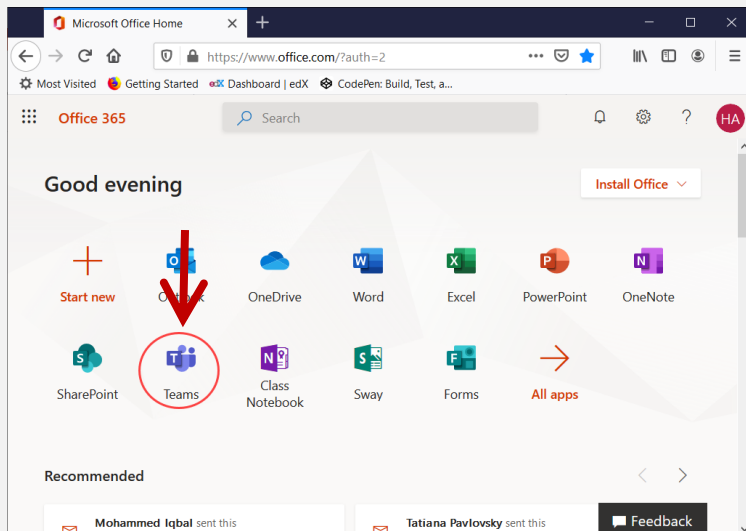 Microsoft Office Home
https://www.office.com/?auth=2
Most Visited Getting Started edX Dashboard | edX CodePen: Build, Test, a...
Office 365 Search ? HA
Good evening
Install Office
Start new Outlook OneDrive Word Excel PowerPoint OneNote
SharePoint Teams Class Notebook Sway Forms All apps
Recommended
Mohammed Iqbal sent this Tatiana Pavlovsky sent this
Feedback